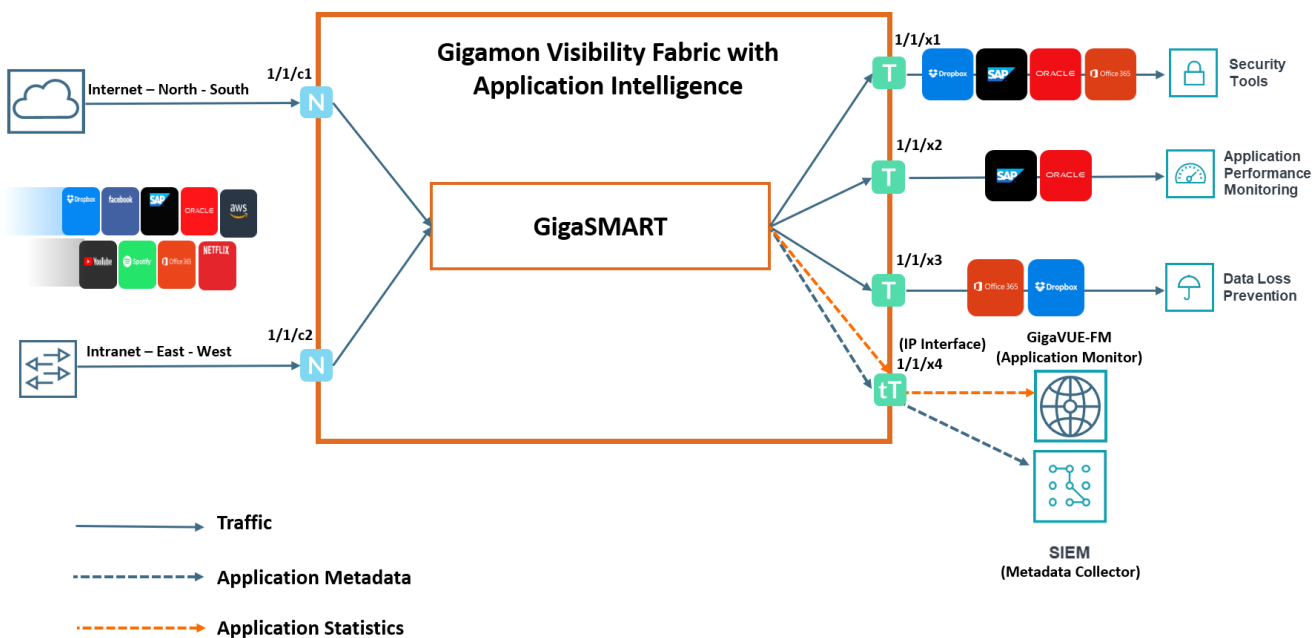 Gigamon Visibility Fabric with
Application Intelligence
1/1/c1
Internet – North - South
N
1/1/x1
T
Dropbox
SAP
ORACLE
Office 365
Security
Tools
1/1/x2
T
SAP
ORACLE
Application
Performance
Monitoring
Dropbox
facebook
SAP
ORACLE
aws
YouTube
Spotify
Office 365
NETFLIX
GigaSMART
1/1/x3
T
Office 365
Dropbox
Data Loss
Prevention
1/1/c2
Intranet – East - West
N
(IP Interface)
1/1/x4
tT
GigaVUE-FM
(Application Monitor)
SIEM
(Metadata Collector)
Traffic
Application Metadata
Application Statistics